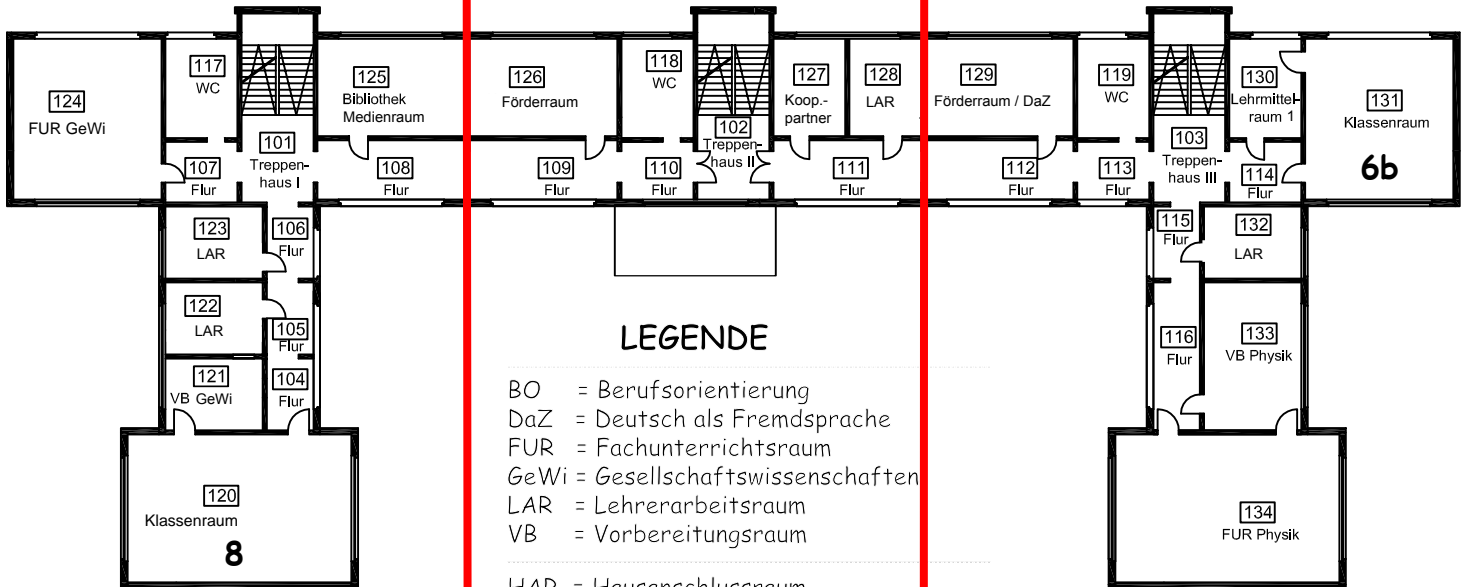 117
WC
124
FUR GeWi
101
Treppen-
haus I
107
Flur
125
Bibliothek
Medienraum
108
Flur
126
Förderraum
109
Flur
118
WC
110
Flur
102
Treppen-
haus II
127
Koop.-
partner
128
LAR
111
Flur
129
Förderraum / DaZ
112
Flur
119
WC
113
Flur
103
Treppen-
haus III
130
Lehrmittel-
raum 1
114
Flur
131
Klassenraum
6b
123
LAR
106
Flur
122
LAR
105
Flur
121
VB GeWi
104
Flur
120
Klassenraum
8
115
Flur
132
LAR
116
Flur
133
VB Physik
134
FUR Physik
LEGENDE
BO = Berufsorientierung
DaZ = Deutsch als Fremdsprache
FUR = Fachunterrichtsraum
GeWi = Gesellschaftswissenschaften
LAR = Lehrerarbeitsraum
VB = Vorbereitungsraum
HAR = Hausanschlussraum